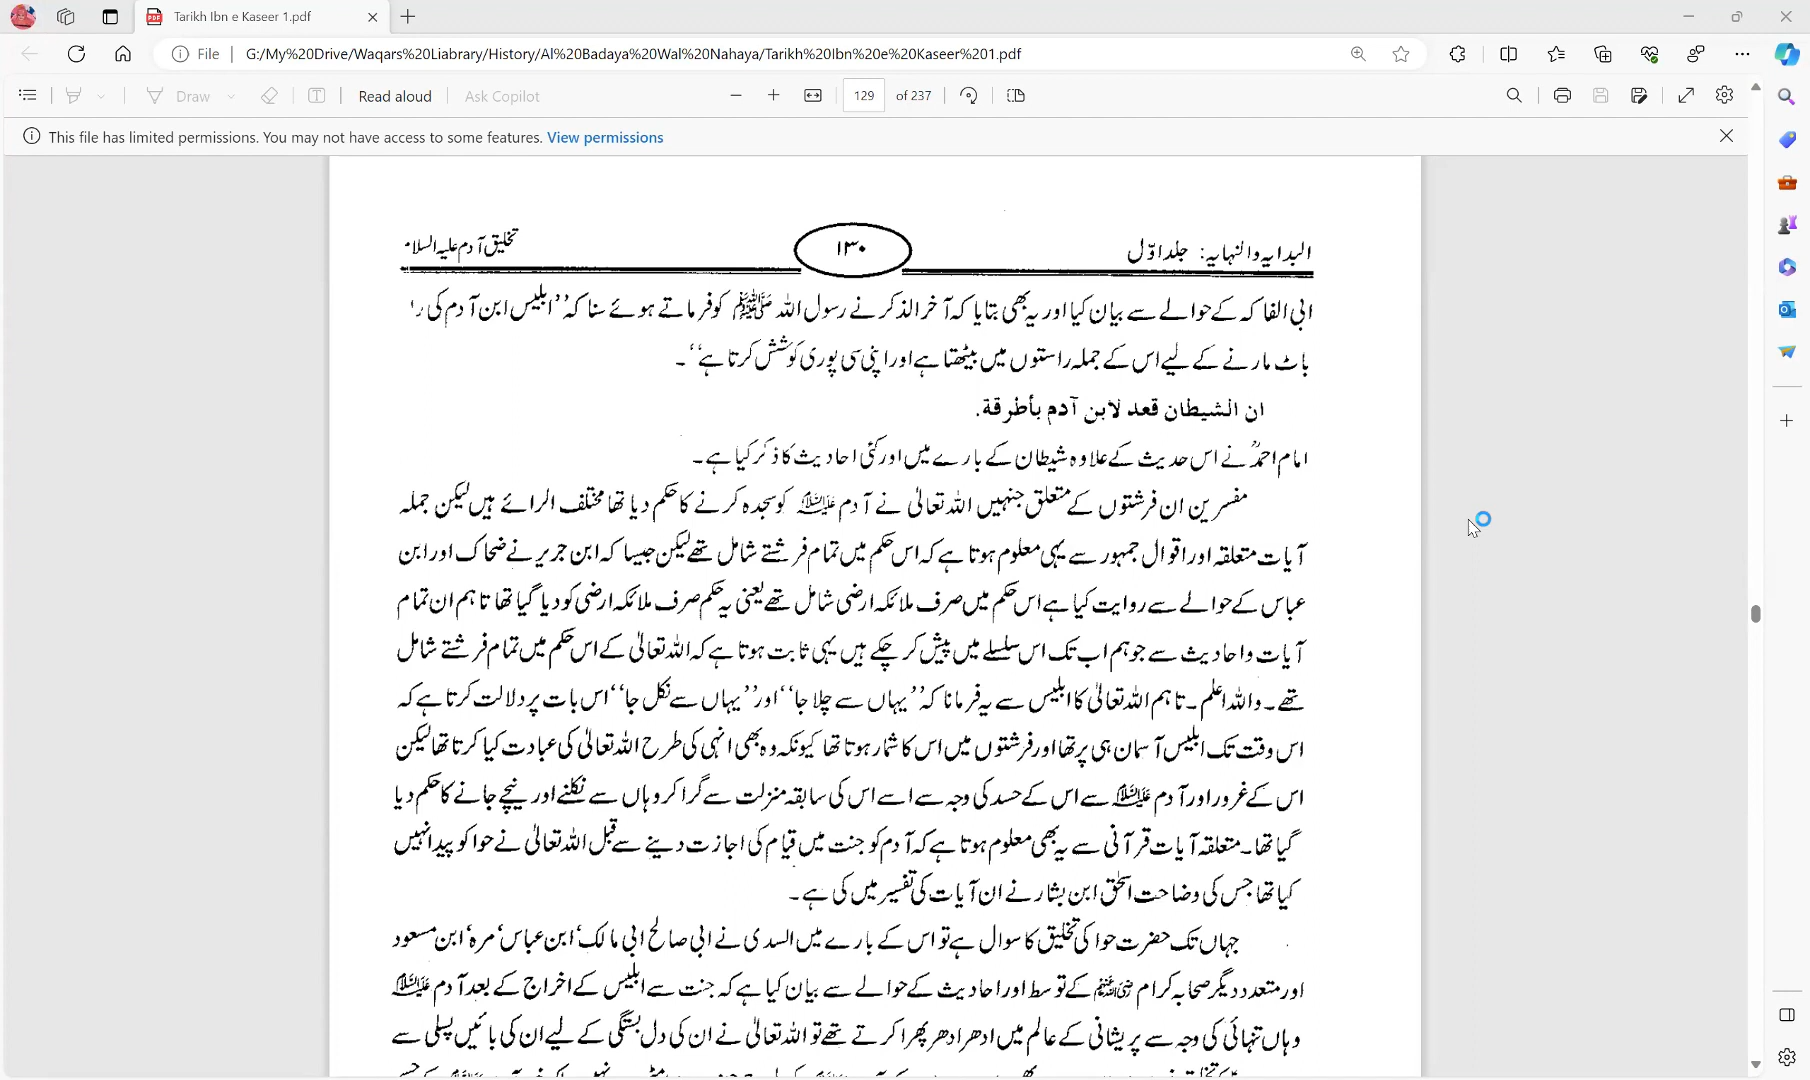 Tarikh Ibn e Kaseer 1.pdf
File
G:/My%20Drive/Waqars%20Liabrary/History/Al%20Badaya%20Wal%20Nahaya/Tarikh%20Ibn%20e%20Kaseer%201.pdf
Draw
Read aloud
Ask Copilot
129 of 237
This file has limited permissions. You may not have access to some features. View permissions
البدایہ والنہایہ: جلد اوّل ۱۳۰ تخلیق آدم علیہ السلام
ابی الفاکہ کے حوالے سے بیان کیا اور یہ بھی بتایا کہ آخر الذکر نے رسول اللہ ﷺ کو فرماتے ہوئے سنا کہ ’’ابلیس ابن آدم کی را
باٹ مارنے کے لیے اس کے جملہ راستوں میں بیٹھتا ہے اور اپنی سی پوری کوشش کرتا ہے‘‘۔
ان الشيطان قعد لابن آدم بأطرقة.
امام احمدؒ نے اس حدیث کے علاوہ شیطان کے بارے میں اور کئی احادیث کا ذکر کیا ہے۔
مفسرین ان فرشتوں کے متعلق جنہیں اللہ تعالیٰ نے آدم علیہ السلام کو سجدہ کرنے کا حکم دیا تھا مختلف الرائے ہیں لیکن جملہ
آیات متعلقہ اور اقوال جمہور سے یہی معلوم ہوتا ہے کہ اس حکم میں تمام فرشتے شامل تھے لیکن جیسا کہ ابن جریر نے ضحاک اور ابن
عباس کے حوالے سے روایت کیا ہے اس حکم میں صرف ملائکہ ارضی شامل تھے یعنی یہ حکم صرف ملائکہ ارضی کو دیا گیا تھا تاہم ان تمام
آیات و احادیث سے جو ہم اب تک اس سلسلے میں پیش کر چکے ہیں یہی ثابت ہوتا ہے کہ اللہ تعالیٰ کے اس حکم میں تمام فرشتے شامل
تھے۔ واللہ اعلم۔ تاہم اللہ تعالیٰ کا ابلیس سے یہ فرمانا کہ ’’یہاں سے چلا جا‘‘ اور ’’یہاں سے نکل جا‘‘ اس بات پر دلالت کرتا ہے کہ
اس وقت تک ابلیس آسمان ہی پر تھا اور فرشتوں میں اس کا شمار ہوتا تھا کیونکہ وہ بھی انہی کی طرح اللہ تعالیٰ کی عبادت کیا کرتا تھا لیکن
اس کے غرور اور آدم علیہ السلام سے اس کے حسد کی وجہ سے اسے اس کی سابقہ منزلت سے گرا کر وہاں سے نکلنے اور نیچے جانے کا حکم دیا
گیا تھا۔ متعلقہ آیات قرآنی سے یہ بھی معلوم ہوتا ہے کہ آدم کو جنت میں قیام کی اجازت دینے سے قبل اللہ تعالیٰ نے حوا کو پیدا نہیں
کیا تھا جس کی وضاحت اسحٰق ابن بشار نے ان آیات کی تفسیر میں کی ہے۔
جہاں تک حضرت حوا کی تخلیق کا سوال ہے تو اس کے بارے میں السدی نے ابی صالح ابی مالک‘ ابن عباس‘ مرہ‘ ابن مسعود
اور متعدد دیگر صحابہ کرام رضی اللہ عنہم کے توسط اور احادیث کے حوالے سے بیان کیا ہے کہ جنت سے ابلیس کے اخراج کے بعد آدم علیہ السلام
وہاں تنہائی کی وجہ سے پریشانی کے عالم میں ادھر ادھر پھرا کرتے تھے تو اللہ تعالیٰ نے ان کی دل بستگی کے لیے ان کی بائیں پسلی سے